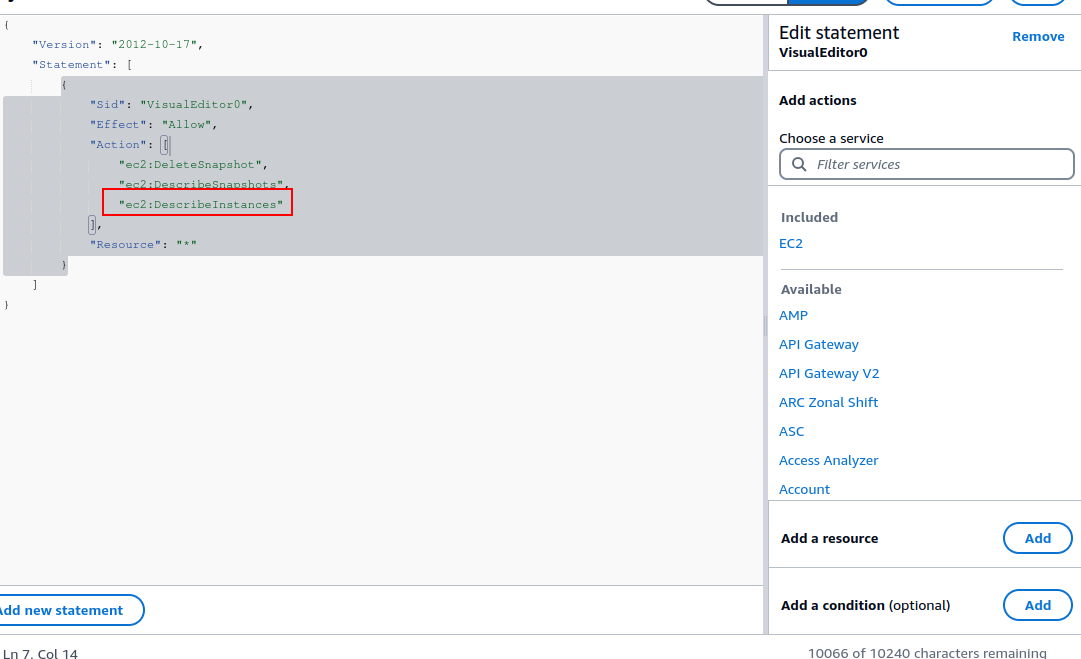 {
"Version": "2012-10-17",
"Statement": [
{
"Sid": "VisualEditor0",
"Effect": "Allow",
"Action": [
"ec2:DeleteSnapshot",
"ec2:DescribeSnapshots",
"ec2:DescribeInstances"
],
"Resource": "*"
}
]
}
Add new statement
Ln 7, Col 14
Edit statement
Remove
VisualEditor0
Add actions
Choose a service
Filter services
Included
EC2
Available
AMP
API Gateway
API Gateway V2
ARC Zonal Shift
ASC
Access Analyzer
Account
Add a resource
Add
Add a condition (optional)
Add
10066 of 10240 characters remaining